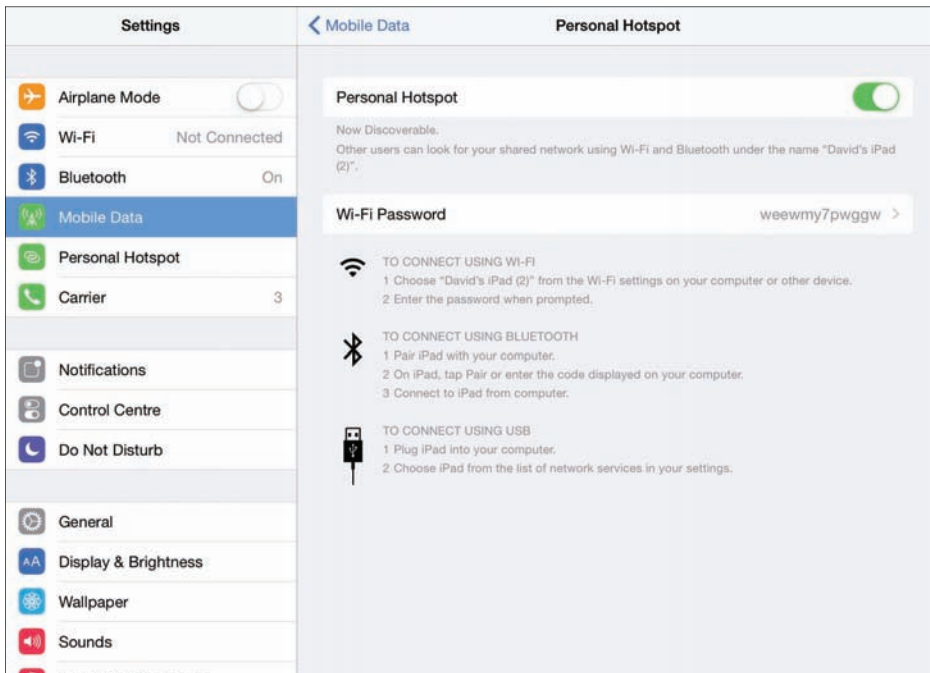 Settings
Airplane Mode
Wi-Fi Not Connected
Bluetooth On
Mobile Data
Personal Hotspot
Carrier 3
Notifications
Control Centre
Do Not Disturb
General
Display & Brightness
Wallpaper
Sounds
Mobile Data
Personal Hotspot
Personal Hotspot
Now Discoverable.
Other users can look for your shared network using Wi-Fi and Bluetooth under the name "David's iPad
(2)".
Wi-Fi Password weewmy7pwggw
TO CONNECT USING WI-FI
1 Choose "David's iPad (2)" from the Wi-Fi settings on your computer or other device.
2 Enter the password when prompted.
TO CONNECT USING BLUETOOTH
1 Pair iPad with your computer.
2 On iPad, tap Pair or enter the code displayed on your computer.
3 Connect to iPad from computer.
TO CONNECT USING USB
1 Plug iPad into your computer.
2 Choose iPad from the list of network services in your settings.